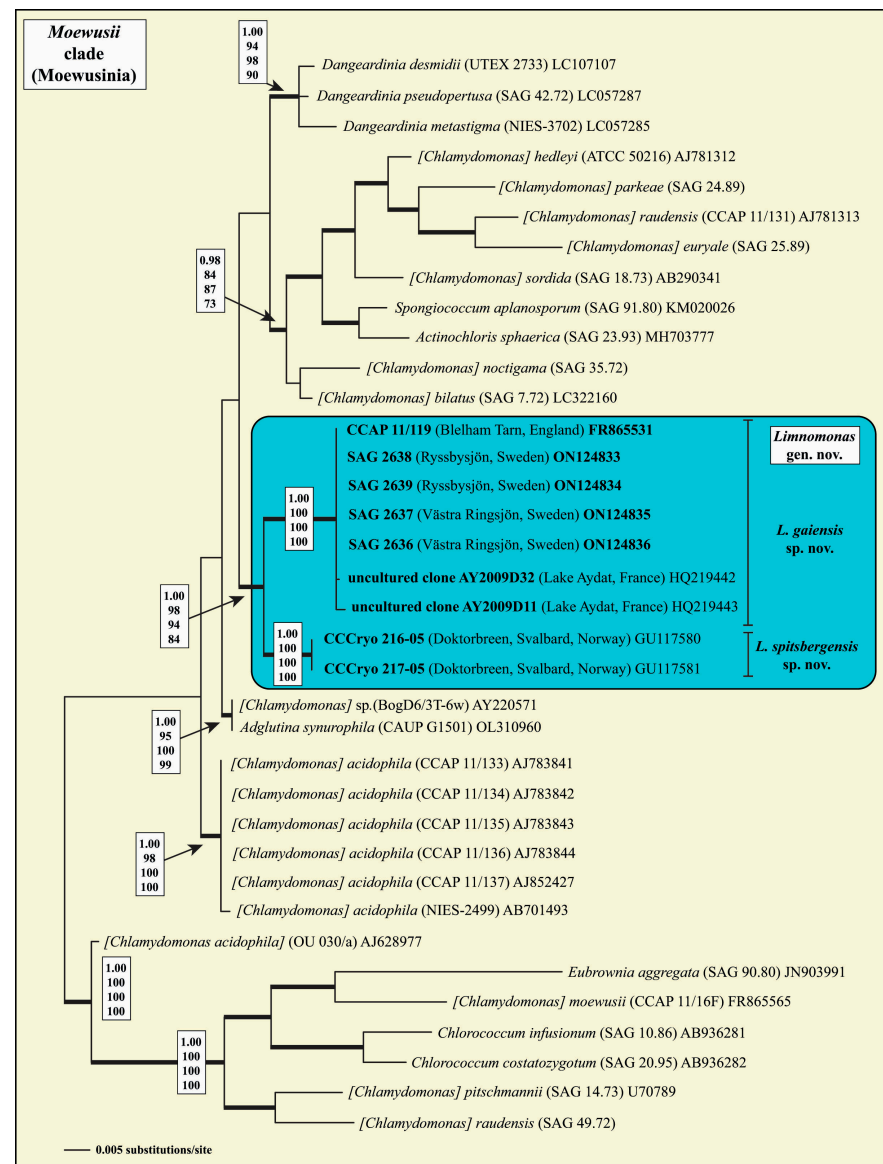 Moewusii
clade
(Moewusinia)
1.00
94
98
90
Dangeardinia desmidii (UTEX 2733) LC107107
Dangeardinia pseudopertusa (SAG 42.72) LC057287
Dangeardinia metastigma (NIES-3702) LC057285
[Chlamydomonas] hedleyi (ATCC 50216) AJ781312
[Chlamydomonas] parkeae (SAG 24.89)
[Chlamydomonas] raudensis (CCAP 11/131) AJ781313
[Chlamydomonas] euryale (SAG 25.89)
0.98
84
87
73
[Chlamydomonas] sordida (SAG 18.73) AB290341
Spongiococcum aplanosporum (SAG 91.80) KM020026
Actinochloris sphaerica (SAG 23.93) MH703777
[Chlamydomonas] noctigama (SAG 35.72)
[Chlamydomonas] bilatus (SAG 7.72) LC322160
CCAP 11/119 (Blelham Tarn, England) FR865531
SAG 2638 (Ryssbysjön, Sweden) ON124833
SAG 2639 (Ryssbysjön, Sweden) ON124834
SAG 2637 (Västra Ringsjön, Sweden) ON124835
SAG 2636 (Västra Ringsjön, Sweden) ON124836
uncultured clone AY2009D32 (Lake Aydat, France) HQ219442
uncultured clone AY2009D11 (Lake Aydat, France) HQ219443
Limnomonas
gen. nov.
L. gaiensis
sp. nov.
1.00
100
100
100
1.00
98
94
84
1.00
100
100
100
CCCryo 216-05 (Doktorbreen, Svalbard, Norway) GU117580
CCCryo 217-05 (Doktorbreen, Svalbard, Norway) GU117581
L. spitsbergensis
sp. nov.
[Chlamydomonas] sp.(BogD6/3T-6w) AY220571
Adglutina synurophila (CAUP G1501) OL310960
1.00
95
100
99
[Chlamydomonas] acidophila (CCAP 11/133) AJ783841
[Chlamydomonas] acidophila (CCAP 11/134) AJ783842
[Chlamydomonas] acidophila (CCAP 11/135) AJ783843
[Chlamydomonas] acidophila (CCAP 11/136) AJ783844
[Chlamydomonas] acidophila (CCAP 11/137) AJ852427
[Chlamydomonas] acidophila (NIES-2499) AB701493
1.00
98
100
100
[Chlamydomonas acidophila] (OU 030/a) AJ628977
1.00
100
100
100
Eubrownia aggregata (SAG 90.80) JN903991
[Chlamydomonas] moewusii (CCAP 11/16F) FR865565
Chlorococcum infusionum (SAG 10.86) AB936281
Chlorococcum costatozygotum (SAG 20.95) AB936282
1.00
100
100
100
[Chlamydomonas] pitschmannii (SAG 14.73) U70789
[Chlamydomonas] raudensis (SAG 49.72)
0.005 substitutions/site